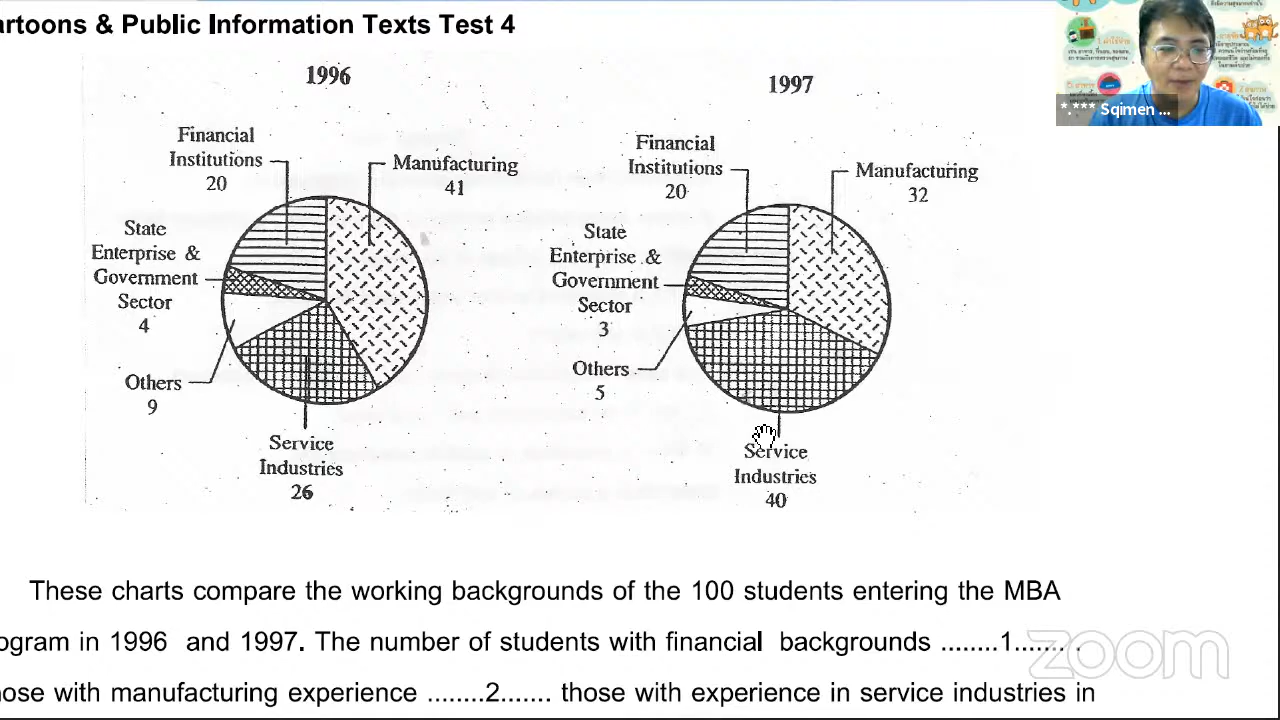 artoons & Public Information Texts Test 4
1996
Financial
Institutions
20
Manufacturing
41
State
Enterprise &
Government
Sector
4
Others
9
Service
Industries
26
1997
Financial
Institutions
20
Manufacturing
32
State
Enterprise &
Government
Sector
3
Others
5
Service
Industries
40
These charts compare the working backgrounds of the 100 students entering the MBA
ogram in 1996 and 1997. The number of students with financial backgrounds ........1........
ose with manufacturing experience ........2....... those with experience in service industries in
*.*** Sqimen ...
zoom